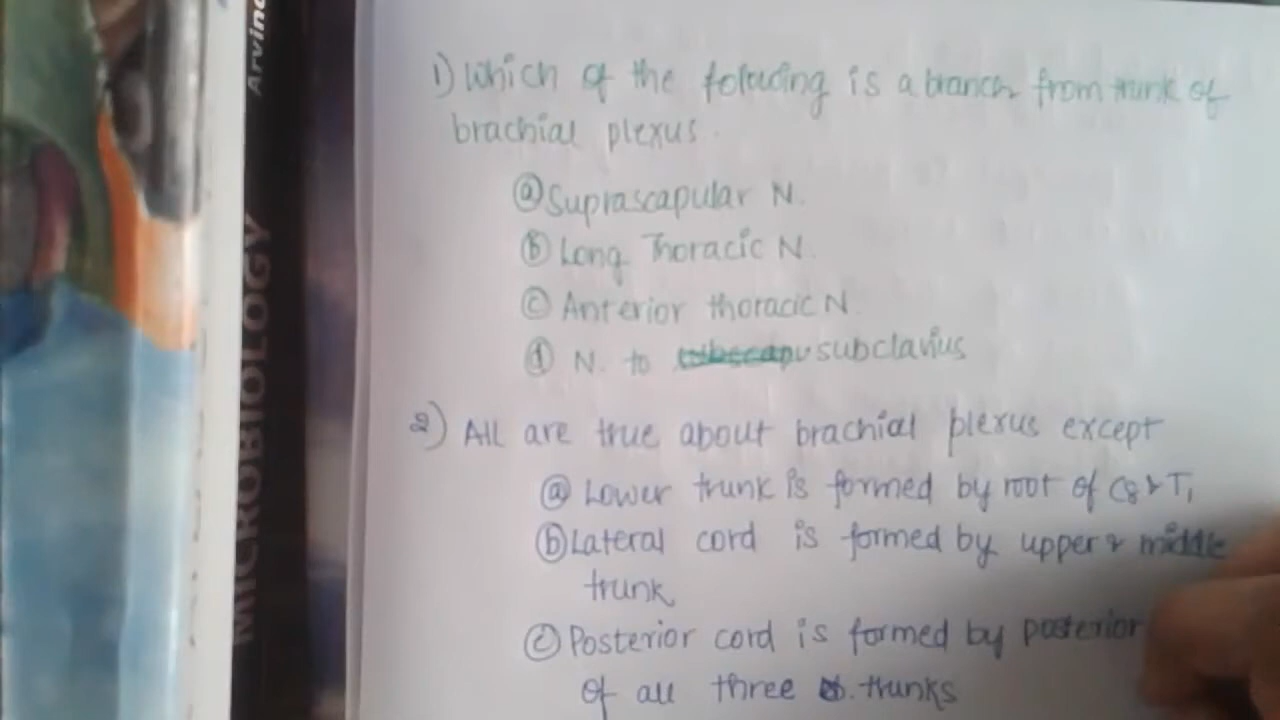 Arvind
MICROBIOLOGY
1) Which of the following is a branch from trunk of
brachial plexus.
a Suprascapular N.
b Long Thoracic N.
c Anterior thoracic N.
d N. to subclavius
2) All are true about brachial plexus except
a Lower trunk is formed by root of C8 & T1
b Lateral cord is formed by upper & middle
trunk
c Posterior cord is formed by posterior
of all three trunks